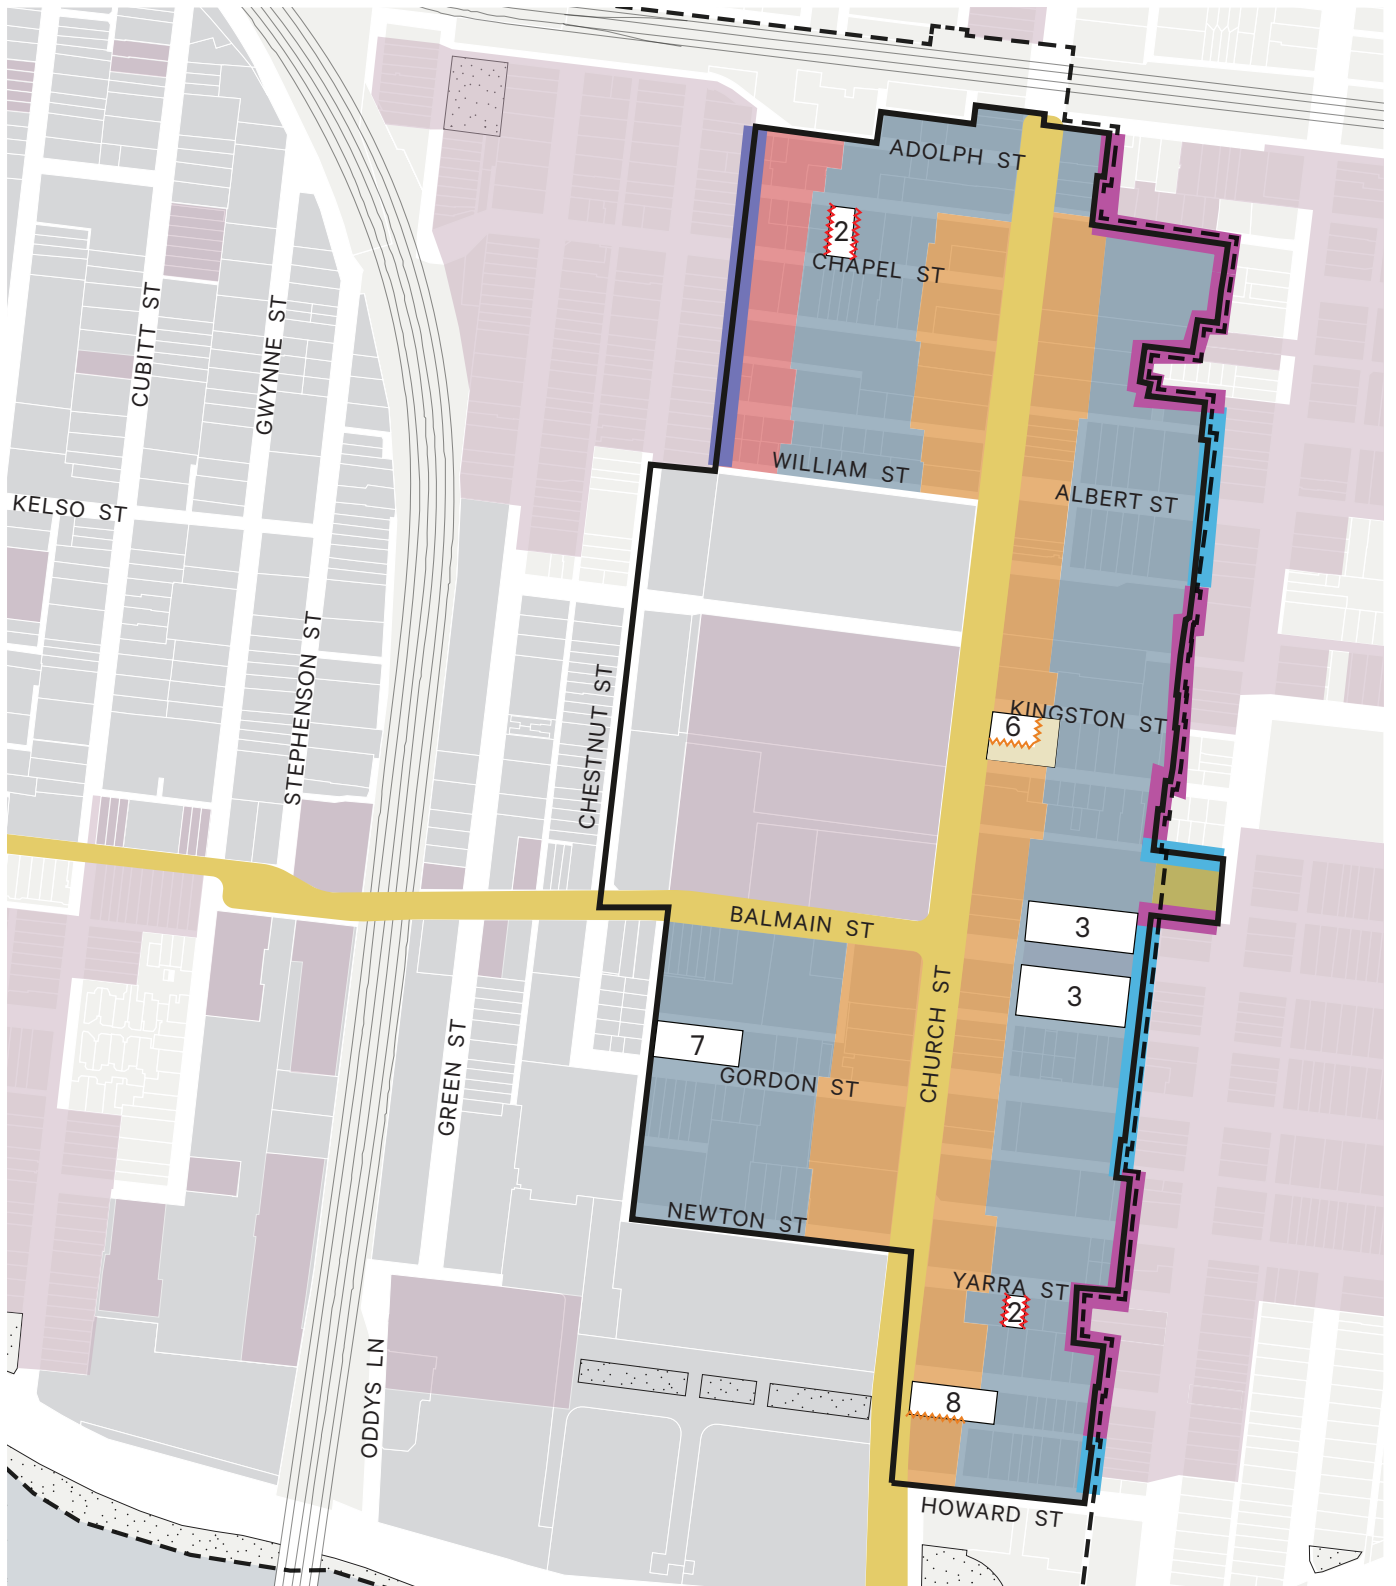 ADOLPH ST
2
CHAPEL ST
CUBITT ST
GWYNNE ST
WILLIAM ST
ALBERT ST
KELSO ST
STEPHENSON ST
CHESTNUT ST
KINGSTON ST
6
BALMAIN ST
3
3
CHURCH ST
7
GORDON ST
GREEN ST
NEWTON ST
YARRA ST
2
ODDYS LN
8
HOWARD ST